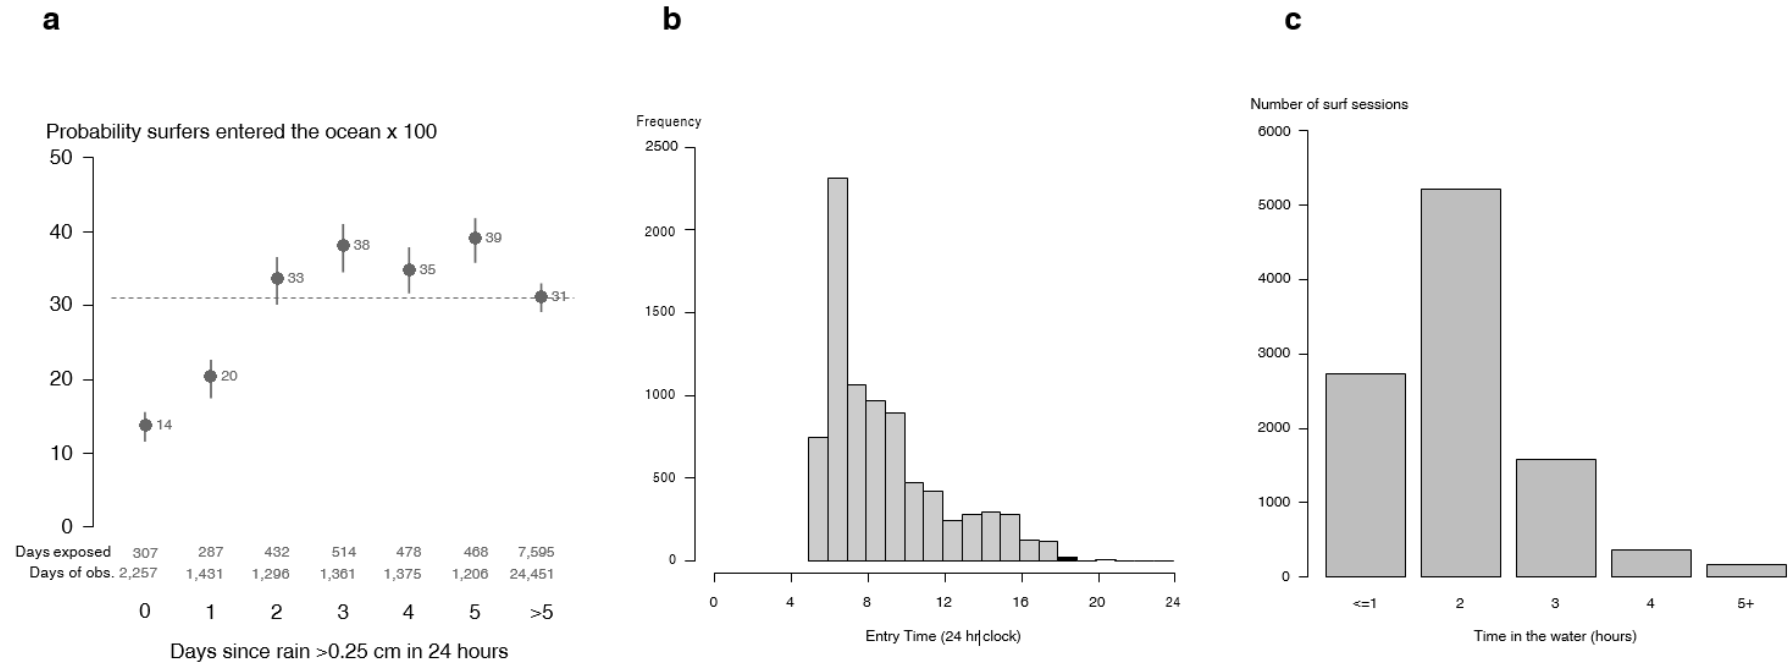 a
Probability surfers entered the ocean x 100
50
40
30
20
10
0
14
20
33
38
35
39
31
Days exposed 307 287 432 514 478 468 7,595
Days of obs. 2,257 1,431 1,296 1,361 1,375 1,206 24,451
0 1 2 3 4 5 >5
Days since rain >0.25 cm in 24 hours
b
Frequency
2500
2000
1500
1000
500
0
0 4 8 12 16 20 24
Entry Time (24 hr clock)
c
Number of surf sessions
6000
5000
4000
3000
2000
1000
0
<=1 2 3 4 5+
Time in the water (hours)